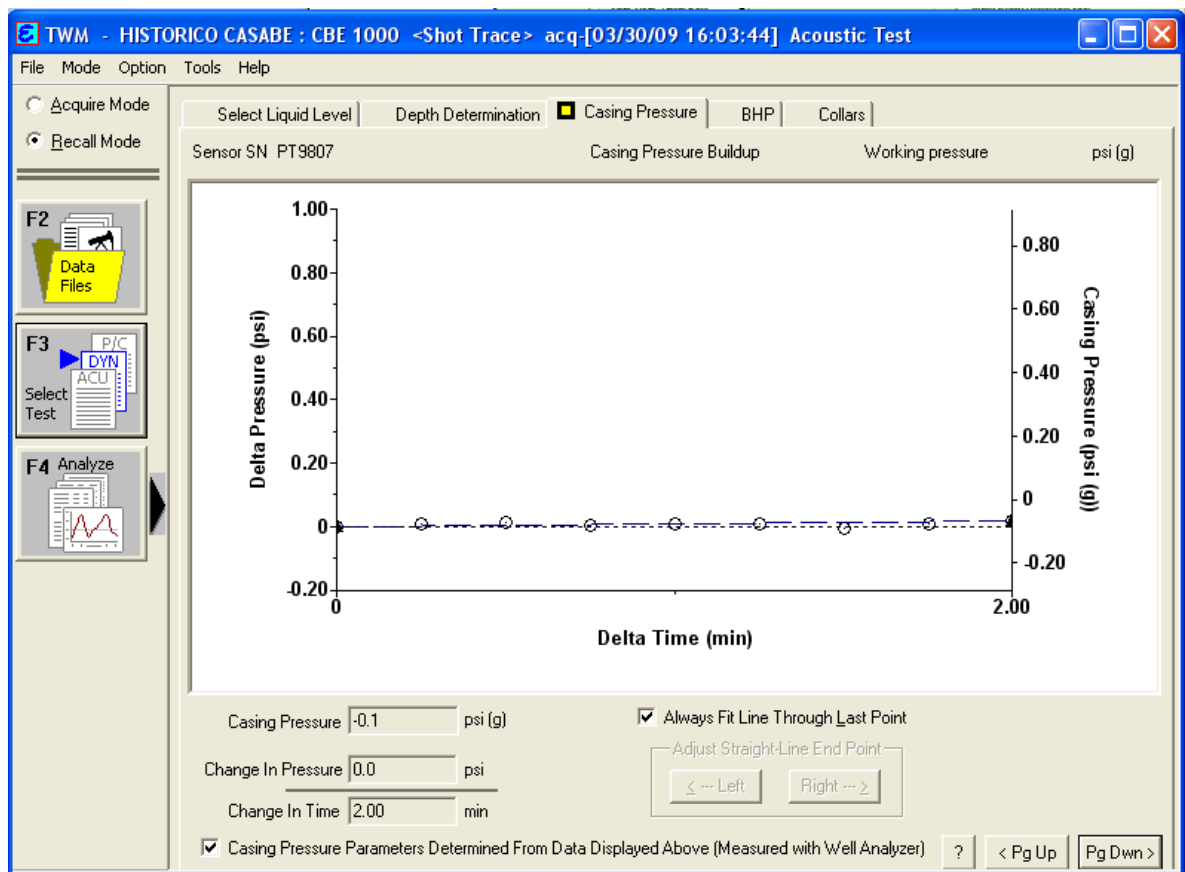 TWM - HISTORICO CASABE : CBE 1000 <Shot Trace> acq-[03/30/09 16:03:44] Acoustic Test
File Mode Option Tools Help
Acquire Mode
Recall Mode
F2
Data
Files
F3
P/C
DYN
ACU
Select
Test
F4 Analyze
Select Liquid Level Depth Determination Casing Pressure BHP Collars
Sensor SN PT9807 Casing Pressure Buildup Working pressure psi (g)
Delta Pressure (psi)
1.00
0.80
0.60
0.40
0.20
0
-0.20
0 2.00
Delta Time (min)
0.80
0.60
0.40
0.20
0
-0.20
Casing Pressure (psi (g))
Casing Pressure -0.1 psi (g)
Change In Pressure 0.0 psi
Change In Time 2.00 min
Always Fit Line Through Last Point
Adjust Straight-Line End Point
< --- Left Right --- >
Casing Pressure Parameters Determined From Data Displayed Above (Measured with Well Analyzer)
? < Pg Up Pg Dwn >